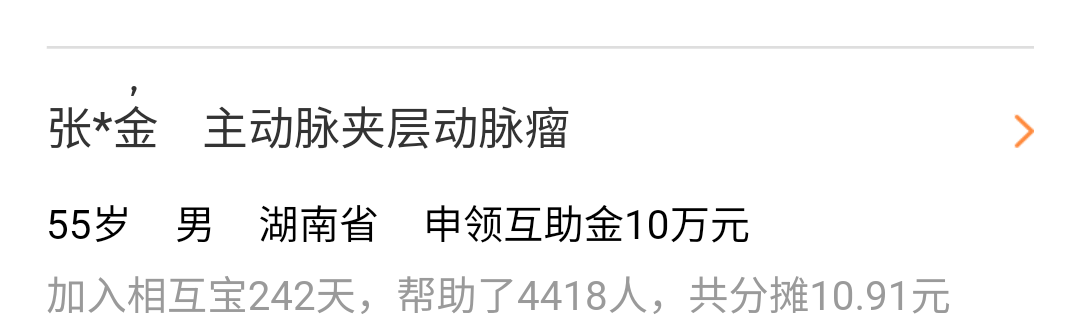 张*金 主动脉夹层动脉瘤
55岁 男 湖南省 申领互助金10万元
加入相互宝242天，帮助了4418人，共分摊10.91元